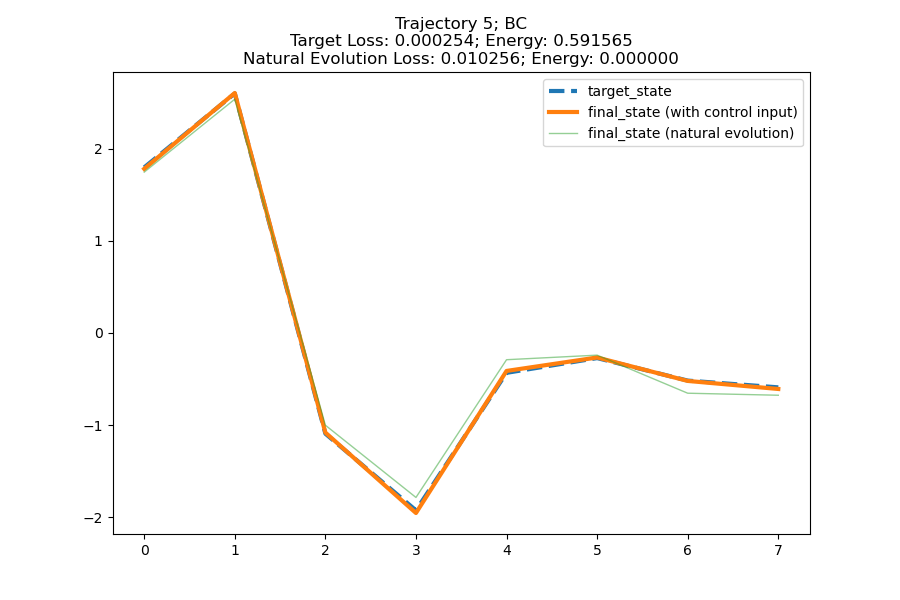 Trajectory 5; BC
Target Loss: 0.000254; Energy: 0.591565
Natural Evolution Loss: 0.010256; Energy: 0.000000
target_state
final_state (with control input)
final_state (natural evolution)
2
1
0
−1
−2
0 1 2 3 4 5 6 7